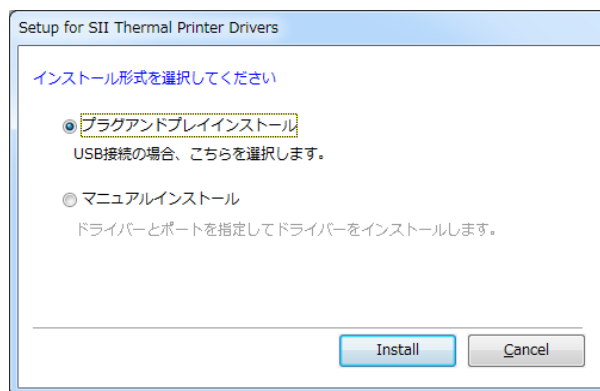 Setup for SII Thermal Printer Drivers
インストール形式を選択してください
プラグアンドプレイインストール
USB接続の場合、こちらを選択します。
マニュアルインストール
ドライバーとポートを指定してドライバーをインストールします。
Install Cancel